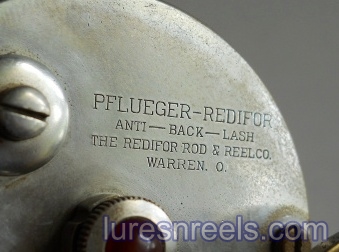 PFLUEGER-REDIFOR
ANTI-BACK-LASH
THE REDIFOR ROD & REEL CO.
WARREN, O.
luresnreels.com